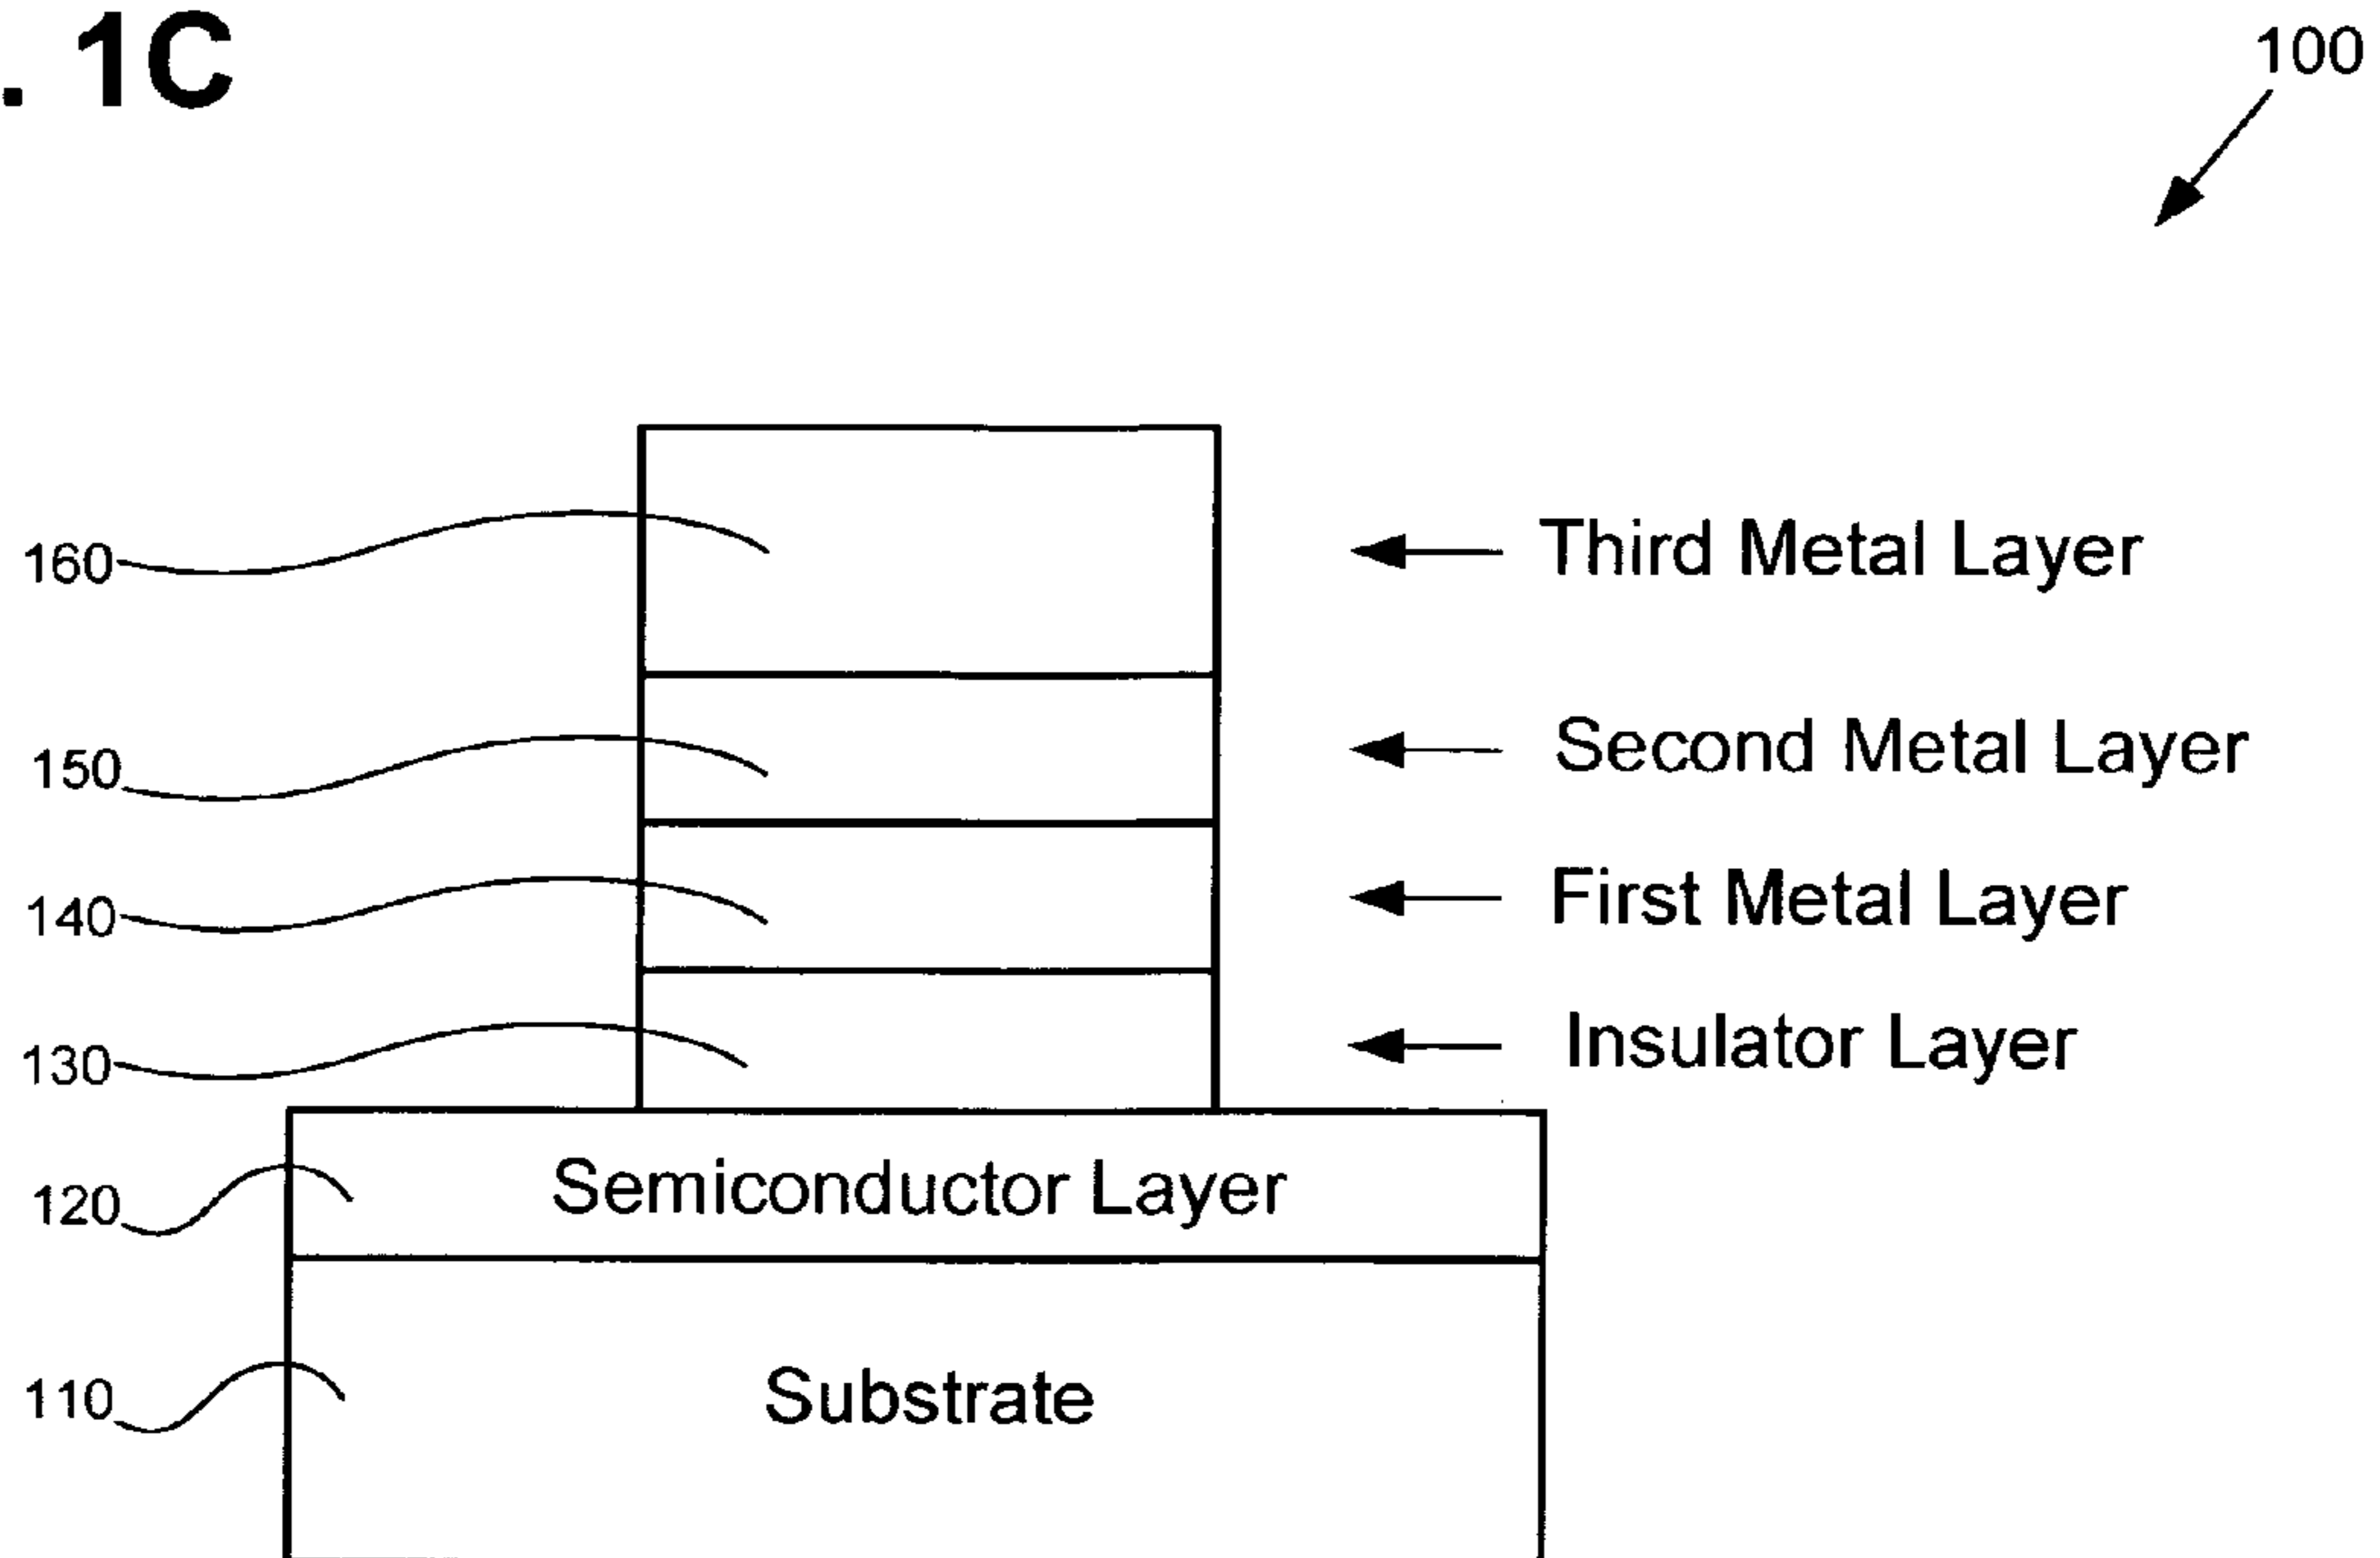 . 1C
100
160
Third Metal Layer
150
Second Metal Layer
140
First Metal Layer
130
Insulator Layer
120
Semiconductor Layer
110
Substrate